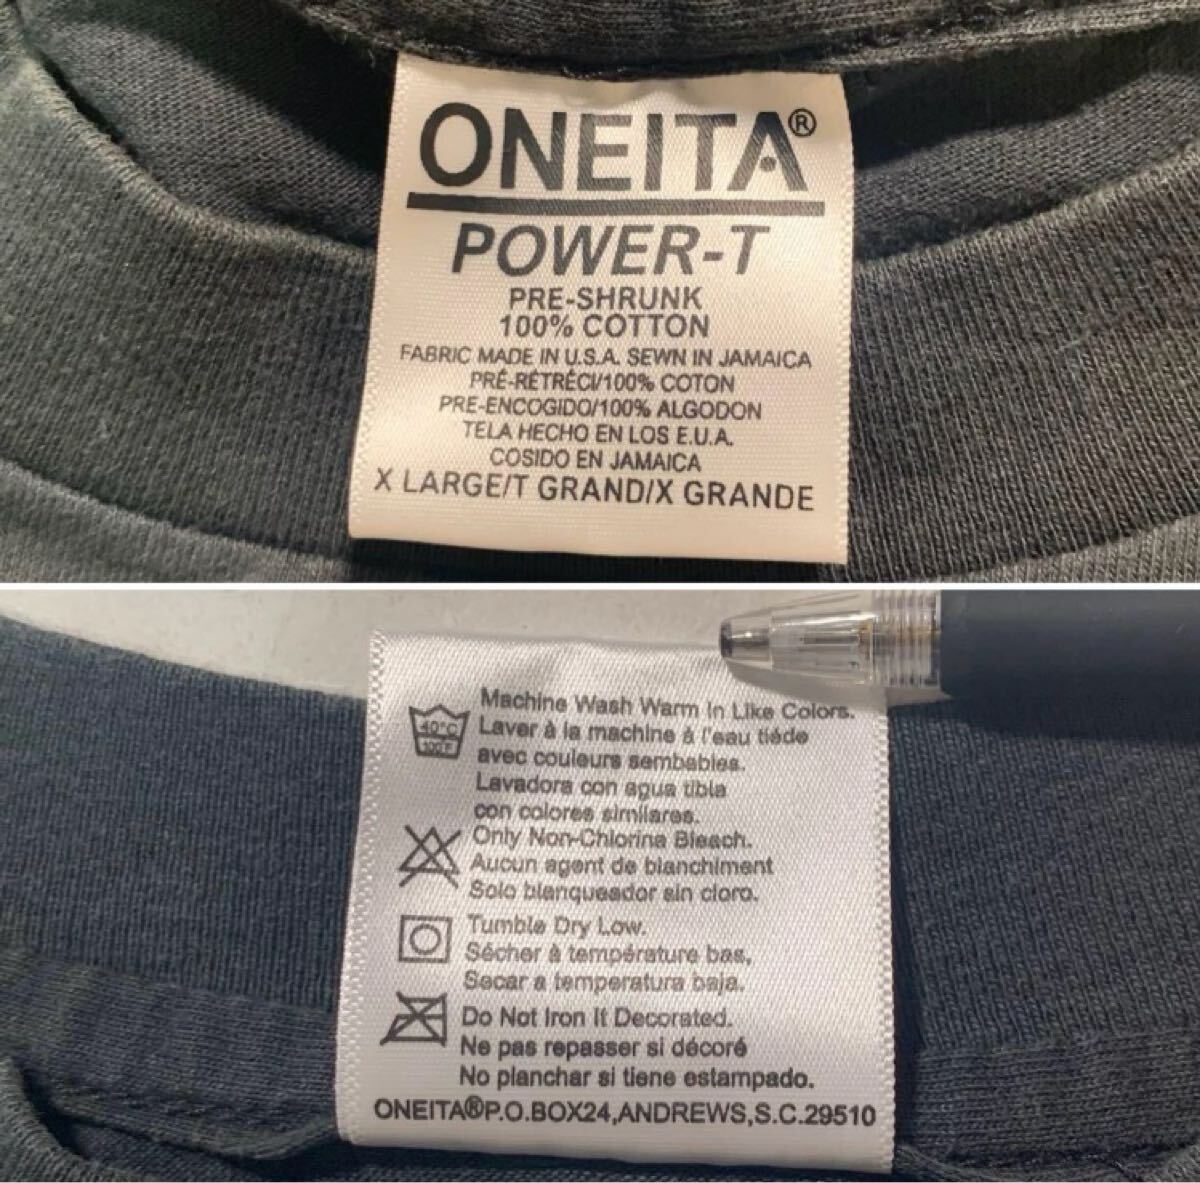 ONEITA®
POWER-T
PRE-SHRUNK
100% COTTON
FABRIC MADE IN U.S.A. SEWN IN JAMAICA
PRÉ-RÉTRÉCI/100% COTON
PRE-ENCOGIDO/100% ALGODON
TELA HECHO EN LOS E.U.A.
COSIDO EN JAMAICA
X LARGE/T GRAND/X GRANDE
Machine Wash Warm In Like Colors.
40°C
100°F
Laver à la machine à l'eau tiéde
avec couleurs sembables.
Lavadora con agua tibia
con colores similares.
Only Non-Chlorina Bleach.
Aucun agent de blanchiment
Solo blanqueador sin cloro.
Tumble Dry Low.
Sécher à température bas,
Secar a temperatura baja.
Do Not Iron It Decorated.
Ne pas repasser si décoré
No planchar si tiene estampado.
ONEITA®P.O.BOX24,ANDREWS,S.C.29510